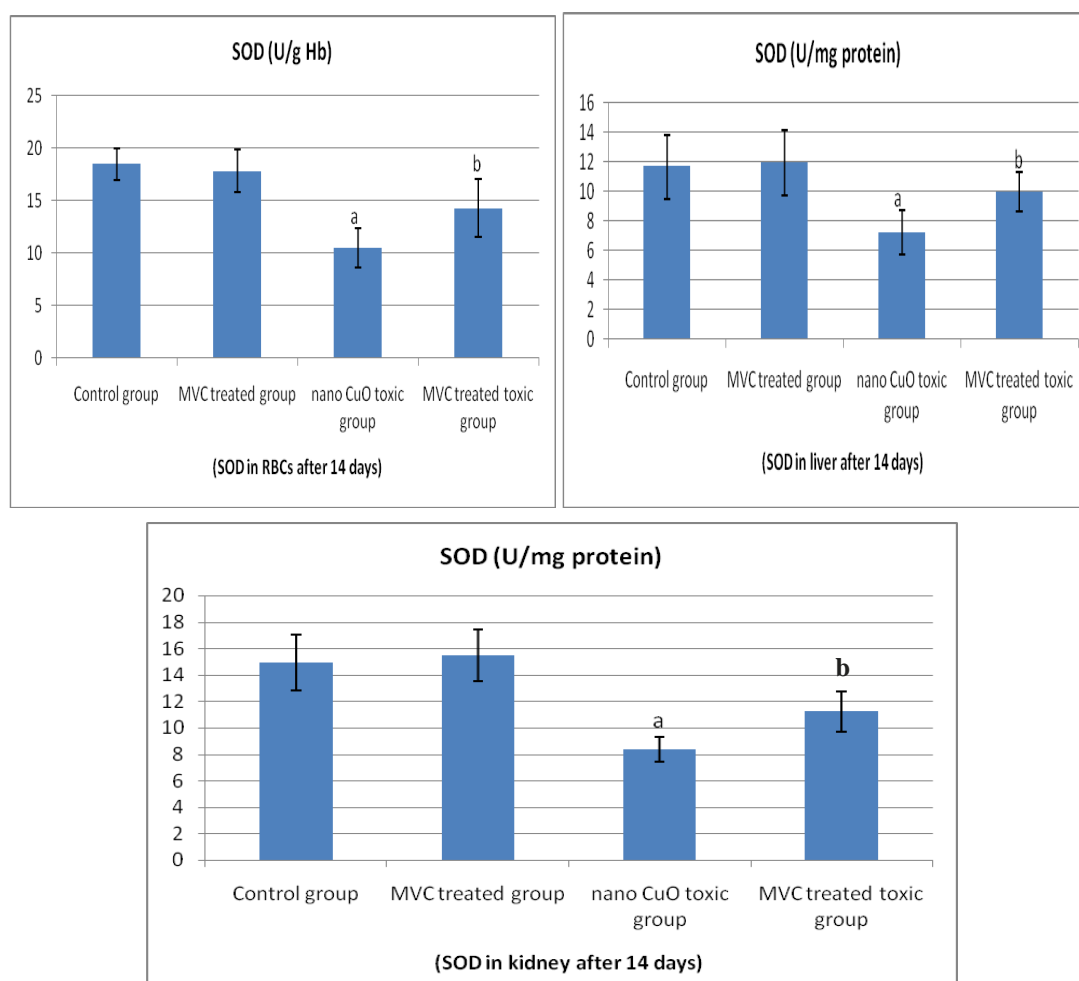 SOD (U/g Hb)
25
20
15
10
5
0
a
b
Control group
MVC treated group
nano CuO toxic
group
MVC treated toxic
group
(SOD in RBCs after 14 days)
SOD (U/mg protein)
16
14
12
10
8
6
4
2
0
a
b
Control group
MVC treated group
nano CuO toxic
group
MVC treated toxic
group
(SOD in liver after 14 days)
SOD (U/mg protein)
20
18
16
14
12
10
8
6
4
2
0
a
b
Control group
MVC treated group
nano CuO toxic
group
MVC treated toxic
group
(SOD in kidney after 14 days)